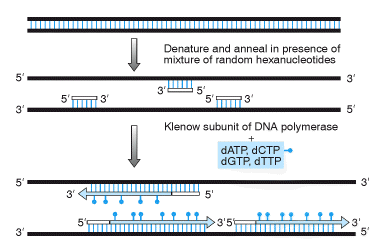 Denature and anneal in presence of
mixture of random hexanucleotides
5′ 3′
3′ 5′
5′ 3′ 5′ 3′
3′ 5′
Klenow subunit of DNA polymerase
+
dATP, dCTP
dGTP, dTTP
5′ 3′
3′ 5′
5′ 3′ 5′ 3′
3′ 5′